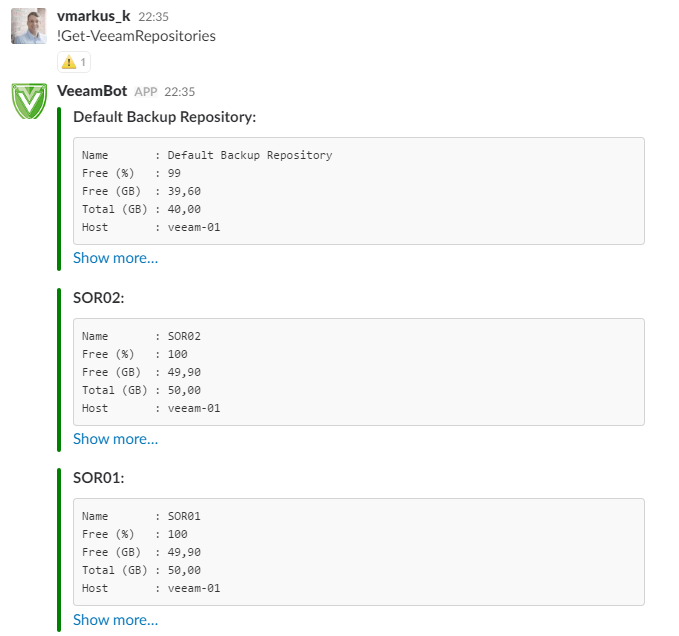 vmarkus_k 22:35
!Get-VeeamRepositories
1
VeeamBot APP 22:35
Default Backup Repository:
Name : Default Backup Repository
Free (%) : 99
Free (GB) : 39,60
Total (GB) : 40,00
Host : veeam-01
Show more...
SOR02:
Name : SOR02
Free (%) : 100
Free (GB) : 49,90
Total (GB) : 50,00
Host : veeam-01
Show more...
SOR01:
Name : SOR01
Free (%) : 100
Free (GB) : 49,90
Total (GB) : 50,00
Host : veeam-01
Show more...